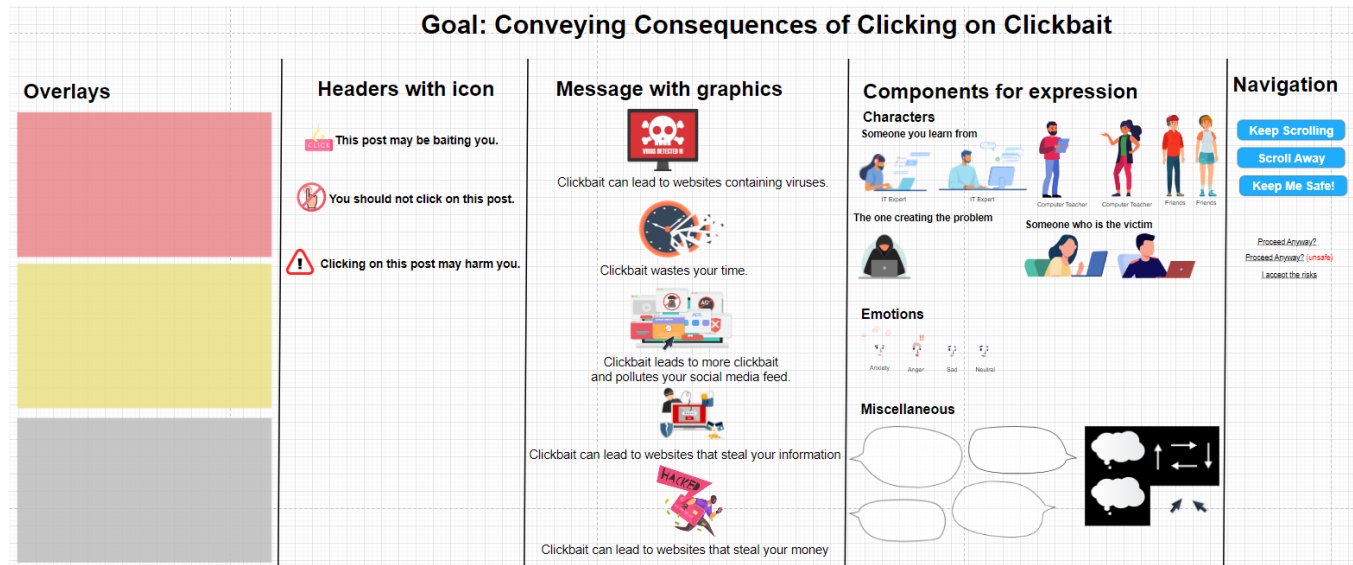 Goal: Conveying Consequences of Clicking on Clickbait
Overlays
Headers with icon
CLICK
This post may be baiting you.
You should not click on this post.
Clicking on this post may harm you.
Message with graphics
VIRUS DETECTED !!!
Clickbait can lead to websites containing viruses.
Clickbait wastes your time.
AD
Clickbait leads to more clickbait
and pollutes your social media feed.
Clickbait can lead to websites that steal your information
HACKED
Clickbait can lead to websites that steal your money
Components for expression
Characters
Someone you learn from
IT Expert
IT Expert
Computer Teacher
Computer Teacher
Friends
Friends
The one creating the problem
Someone who is the victim
Emotions
Anxiety
Anger
Sad
Neutral
Miscellaneous
Navigation
Keep Scrolling
Scroll Away
Keep Me Safe!
Proceed Anyway?
Proceed Anyway? (unsafe)
I accept the risks